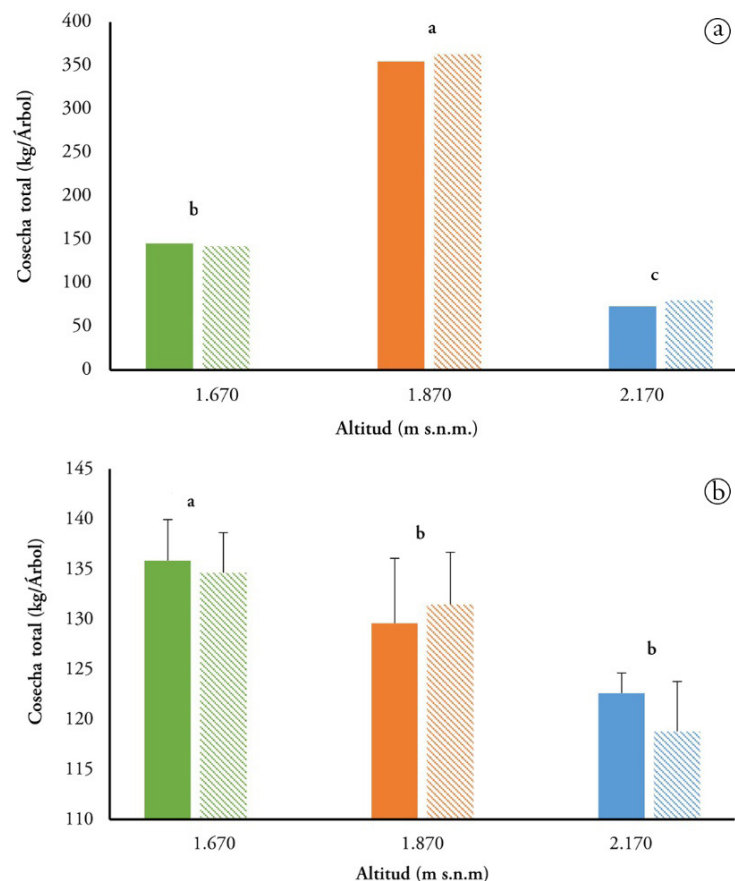 400
a
ⓐ
350
300
250
200
b
150
100
c
50
0
Cosecha total (kg/Árbol)
1.670 1.870 2.170
Altitud (m s.n.m.)
145
ⓑ
140
a
b
135
130
b
125
120
115
110
Cosecha total (kg/Árbol)
1.670 1.870 2.170
Altitud (m s.n.m)